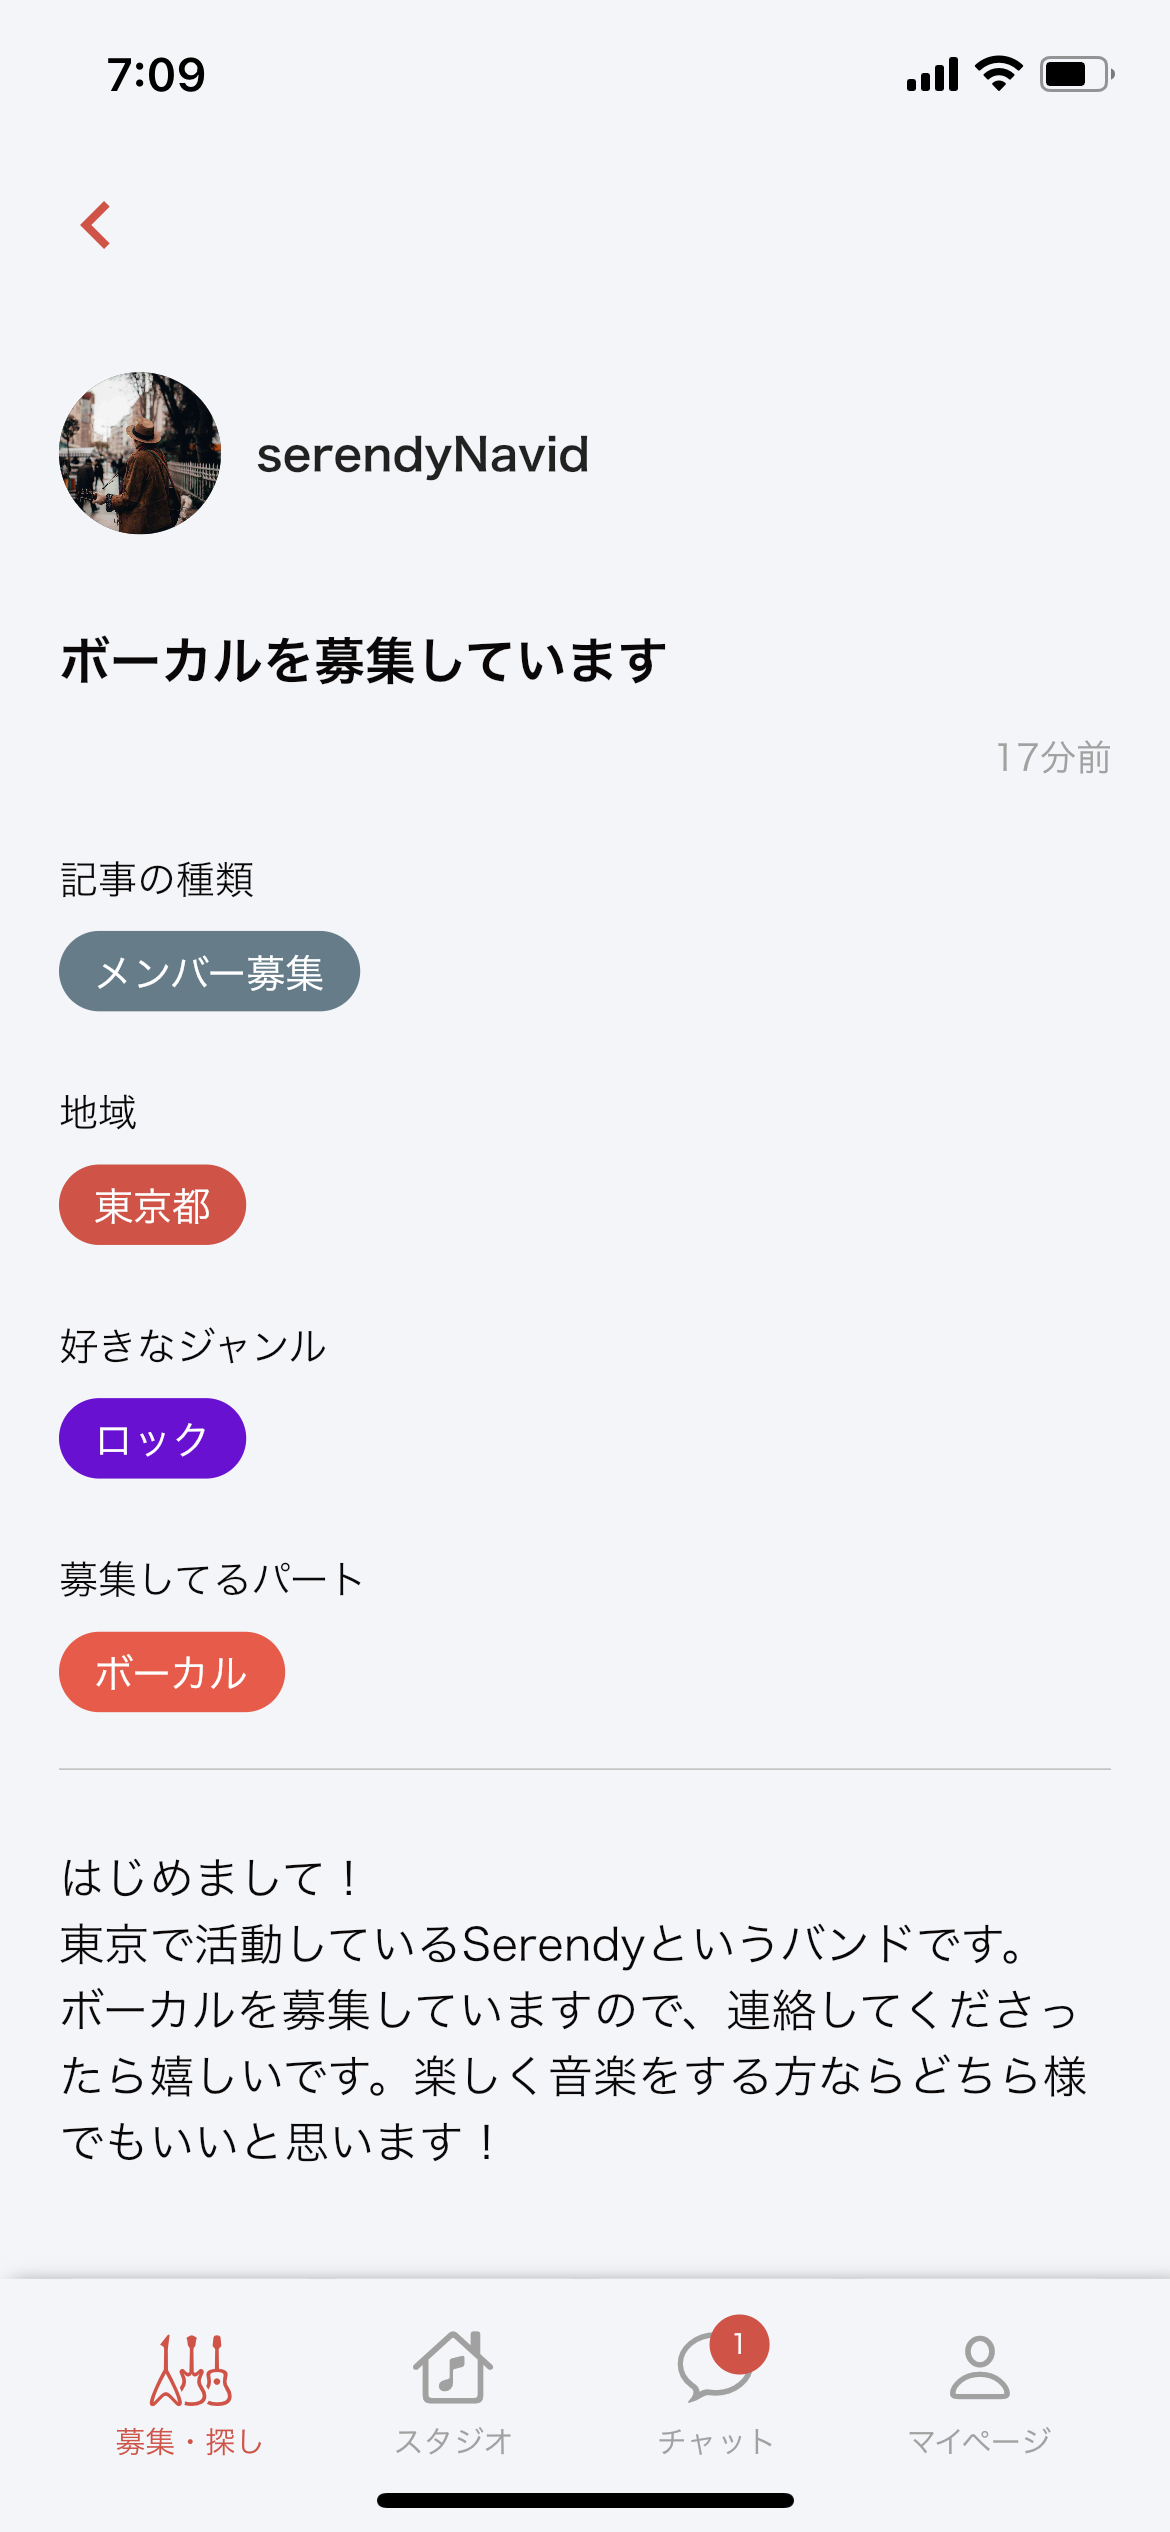 7:09
serendyNavid
ボーカルを募集しています
17分前
記事の種類
メンバー募集
地域
東京都
好きなジャンル
ロック
募集してるパート
ボーカル
はじめまして！
東京で活動しているSerendyというバンドです。
ボーカルを募集していますので、連絡してくださっ
たら嬉しいです。楽しく音楽をする方ならどちら様
でもいいと思います！
1
募集・探し
スタジオ
チャット
マイページ